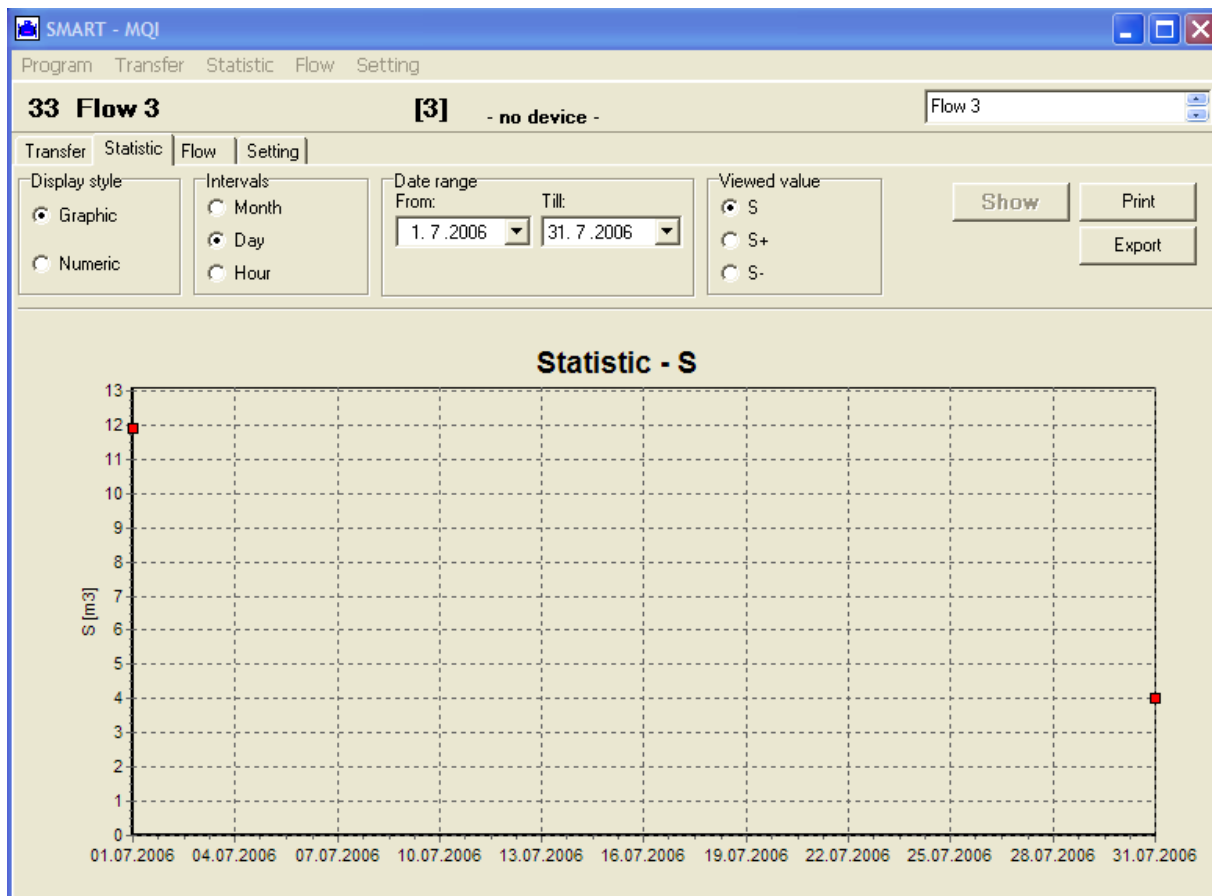 SMART - MQI
Program Transfer Statistic Flow Setting
33 Flow 3 [3] - no device - Flow 3
Transfer Statistic Flow Setting
Display style Intervals Date range Viewed value
Graphic Month From: Till: S Show Print
1. 7 .2006 31. 7 .2006
Day S+ Export
Numeric Hour S-
Statistic - S
13
12
11
10
9
8
7
6
5
4
3
2
1
0
S [m3]
01.07.2006 04.07.2006 07.07.2006 10.07.2006 13.07.2006 16.07.2006 19.07.2006 22.07.2006 25.07.2006 28.07.2006 31.07.2006